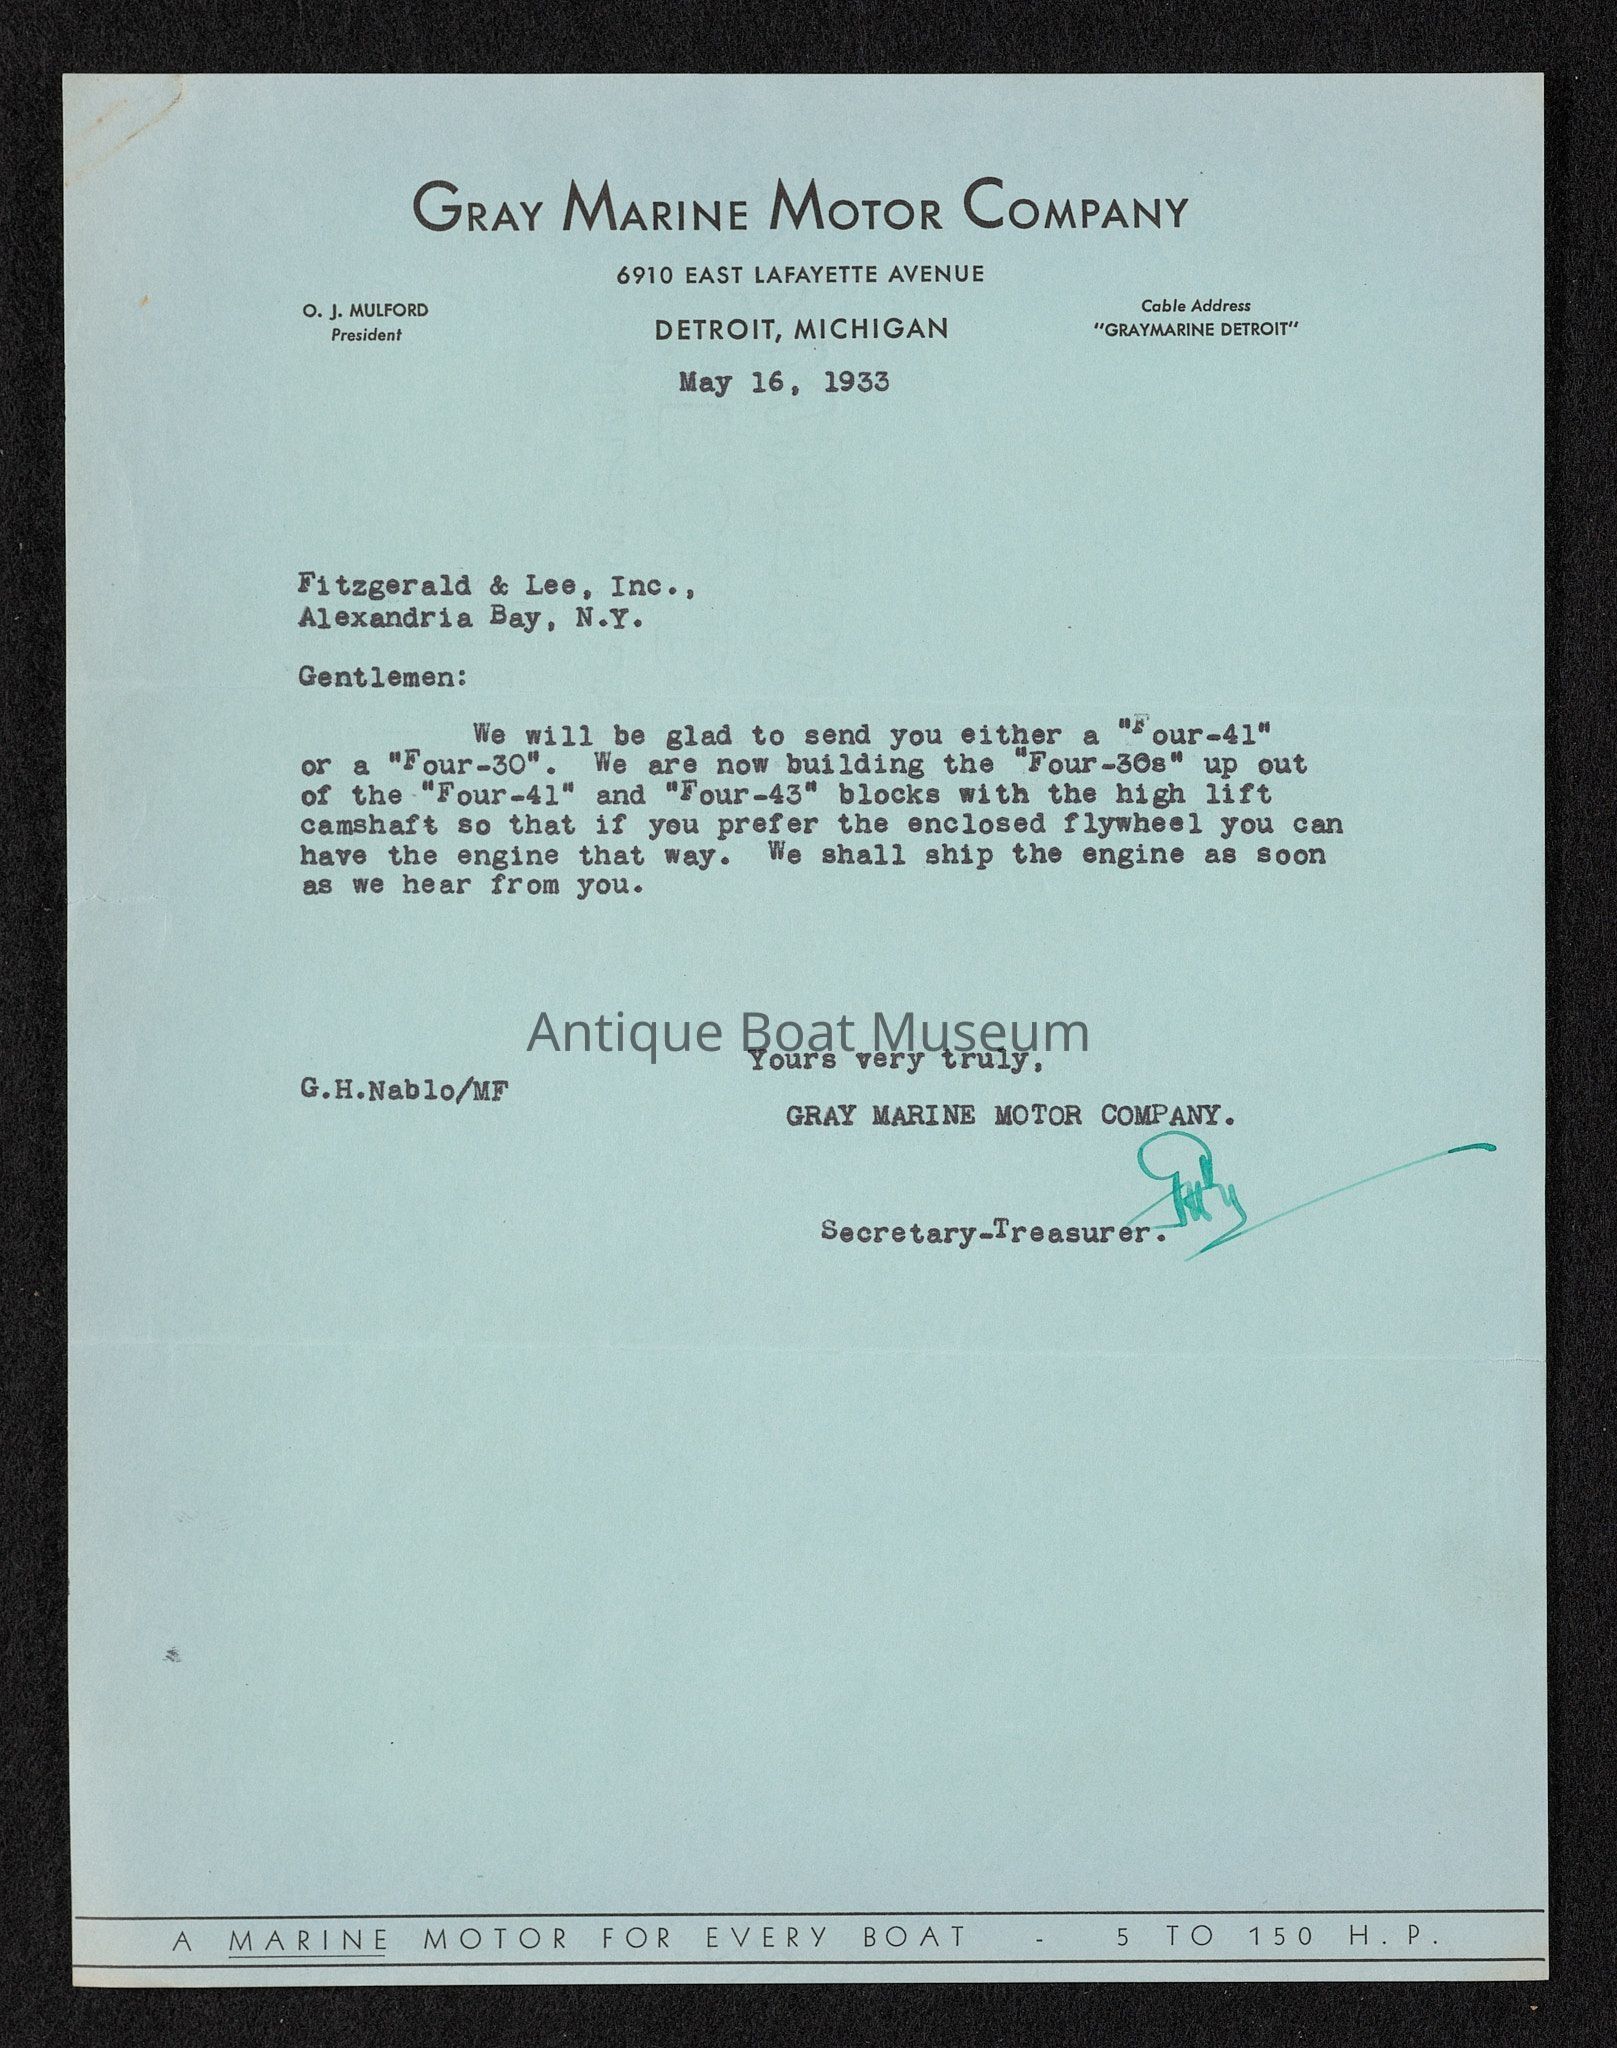 GRAY MARINE MOTOR COMPANY
6910 EAST LAFAYETTE AVENUE
O. J. MULFORD
President
DETROIT, MICHIGAN
Cable Address
"GRAYMARINE DETROIT"
May 16, 1933
Fitzgerald & Lee, Inc.,
Alexandria Bay, N.Y.
Gentlemen:
We will be glad to send you either a "Four-41"
or a "Four-30". We are now building the "Four-30s" up out
of the "Four-41" and "Four-43" blocks with the high lift
camshaft so that if you prefer the enclosed flywheel you can
have the engine that way. We shall ship the engine as soon
as we hear from you.
Antique Boat Museum
Yours very truly,
G.H.Nablo/MF
GRAY MARINE MOTOR COMPANY.
Secretary-Treasurer.
A MARINE MOTOR FOR EVERY BOAT - 5 TO 150 H.P.